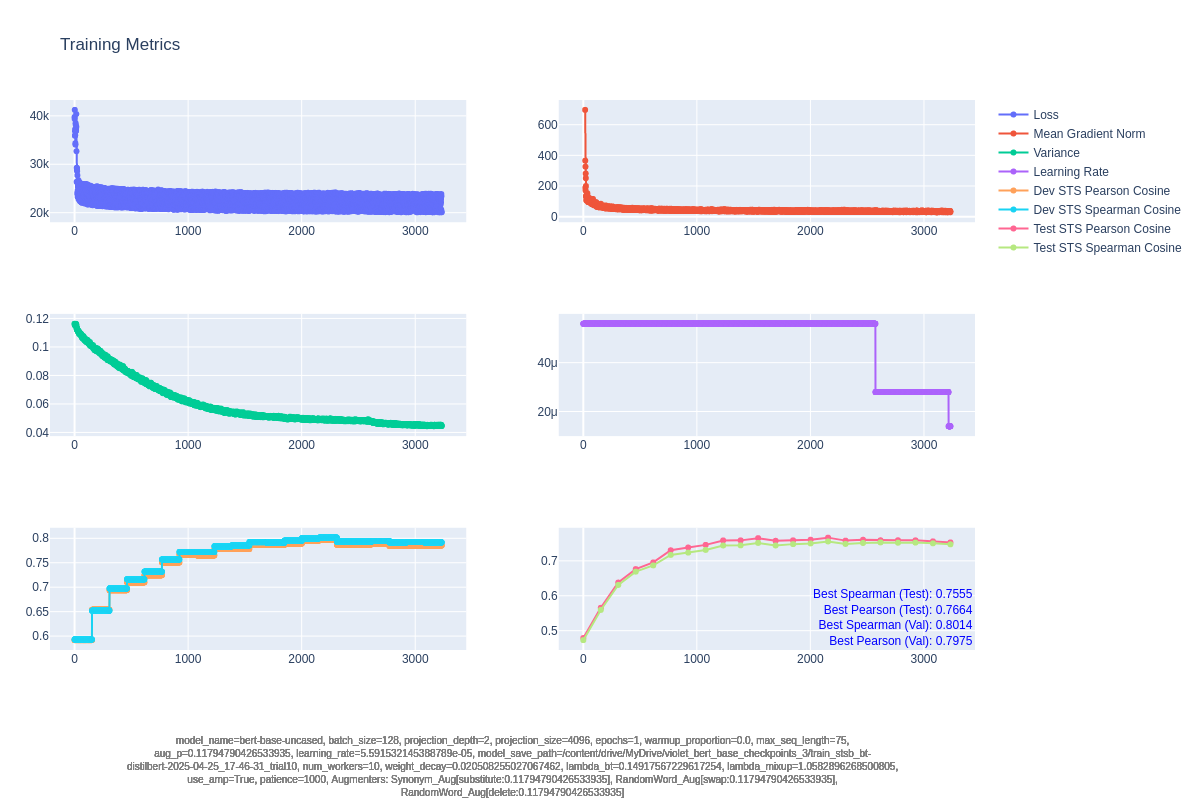 Training Metrics
40k
30k
20k
0
1000
2000
3000
600
400
200
0
0
1000
2000
3000
Loss
Mean Gradient Norm
Variance
Learning Rate
Dev STS Pearson Cosine
Dev STS Spearman Cosine
Test STS Pearson Cosine
Test STS Spearman Cosine
0.12
0.1
0.08
0.06
0.04
0
1000
2000
3000
40μ
20μ
0
1000
2000
3000
0.8
0.75
0.7
0.65
0.6
0
1000
2000
3000
0.7
0.6
0.5
0
1000
2000
3000
Best Spearman (Test): 0.7555
Best Pearson (Test): 0.7664
Best Spearman (Val): 0.8014
Best Pearson (Val): 0.7975
model_name=bert-base-uncased, batch_size=128, projection_depth=2, projection_size=4096, epochs=1, warmup_proportion=0.0, max_seq_length=75,
aug_p=0.11794790426533935, learning_rate=5.591532145388789e-05, model_save_path=/content/drive/MyDrive/violet_bert_base_checkpoints_3/train_stsb_bt-
distilbert-2025-04-25_17-46-31_trial10, num_workers=10, weight_decay=0.020508255027067462, lambda_bt=0.14917567229617254, lambda_mixup=1.0582896268500805,
use_amp=True, patience=1000, Augmenters: Synonym_Aug[substitute:0.11794790426533935], RandomWord_Aug[swap:0.11794790426533935],
RandomWord_Aug[delete:0.11794790426533935]